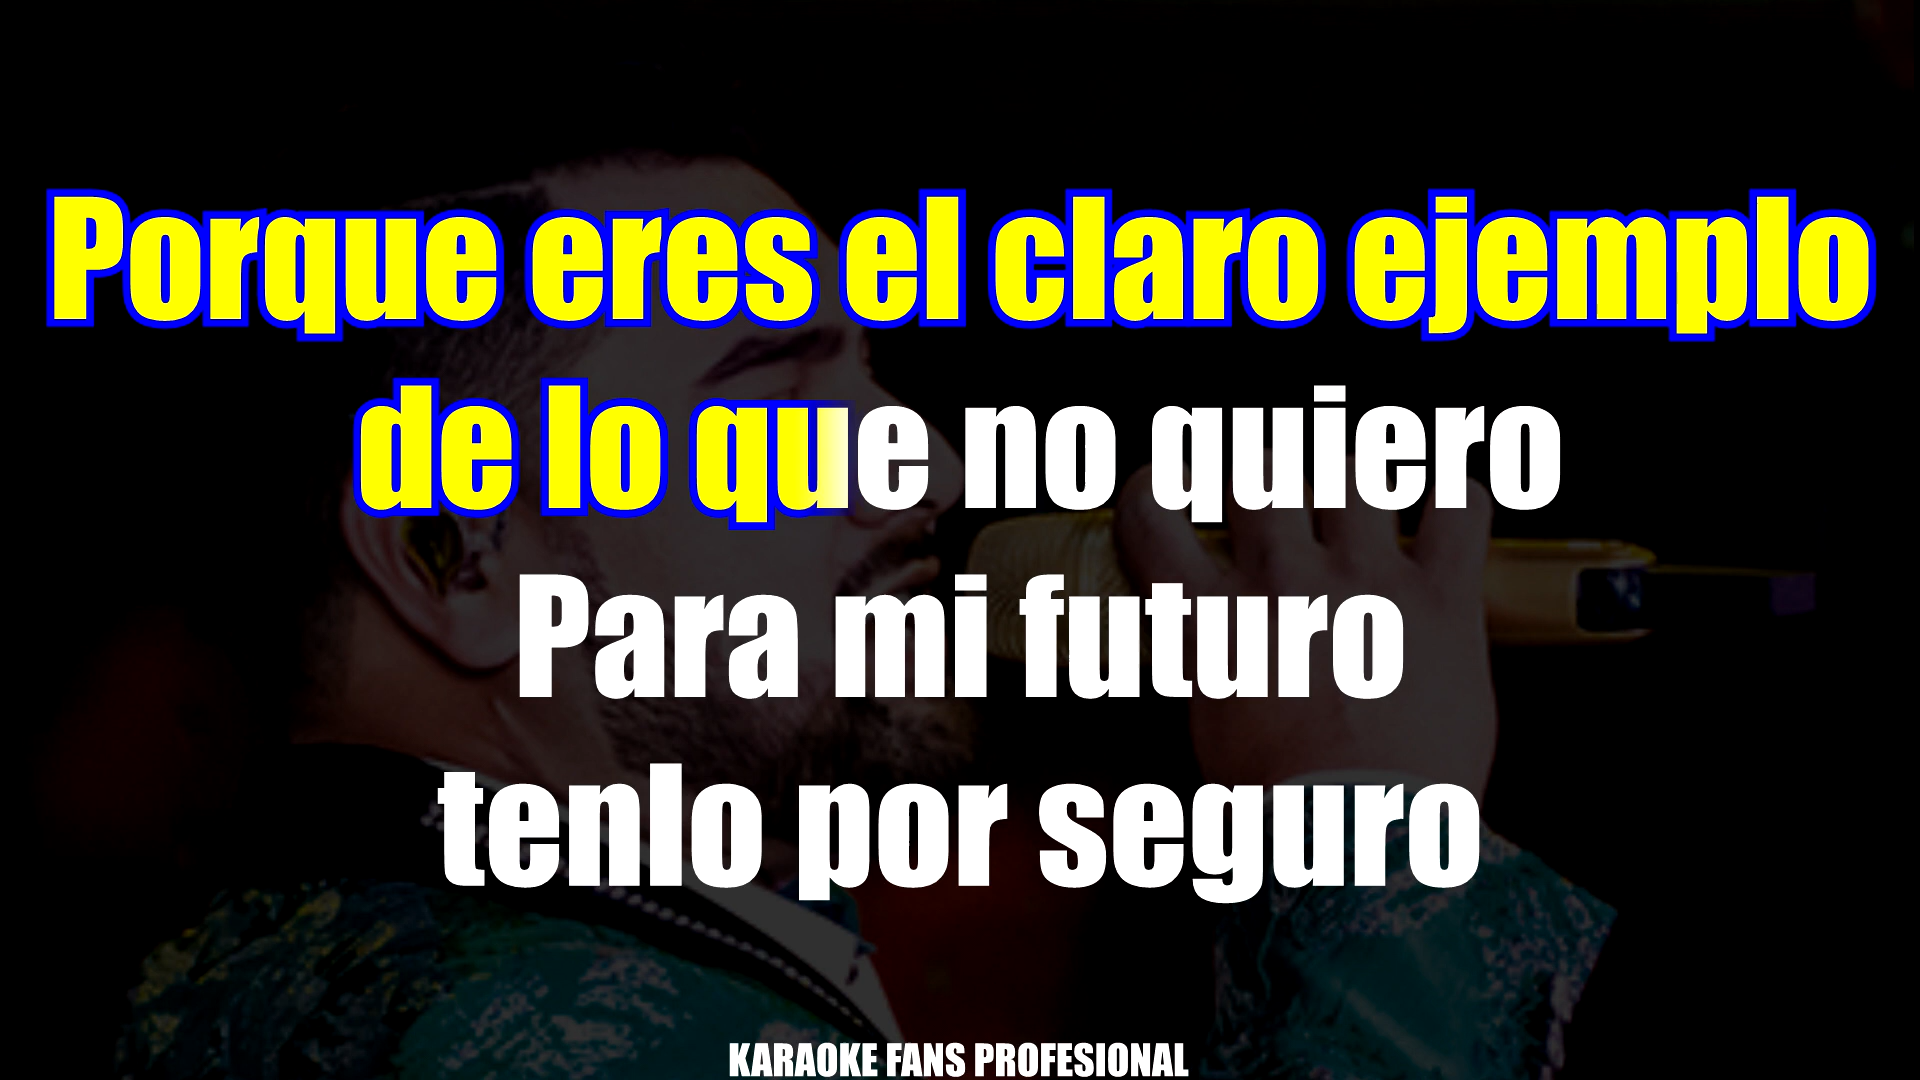 Porque eres el claro ejemplo
de lo que no quiero
Para mi futuro
tenlo por seguro
KARAOKE FANS PROFESIONAL